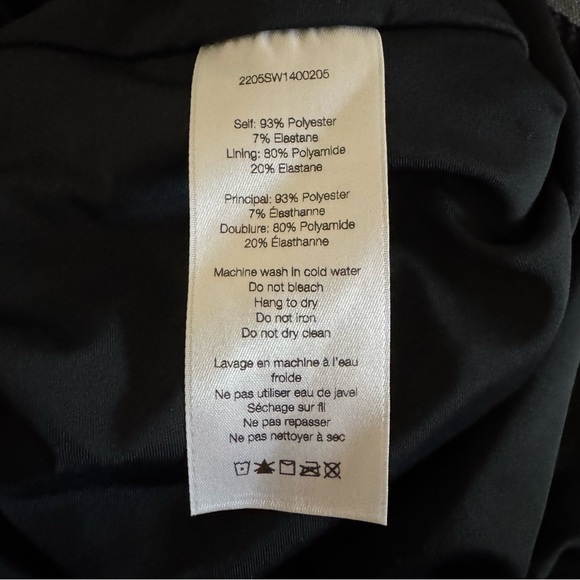 2205SW1400205
Self: 93% Polyester
7% Elastane
Lining: 80% Polyamide
20% Elastane
Principal: 93% Polyester
7% Élasthanne
Doublure: 80% Polyamide
20% Élasthanne
Machine wash in cold water
Do not bleach
Hang to dry
Do not iron
Do not dry clean
Lavage en machine à l'eau
froide
Ne pas utiliser eau de javel
Séchage sur fil
Ne pas repasser
Ne pas nettoyer à sec